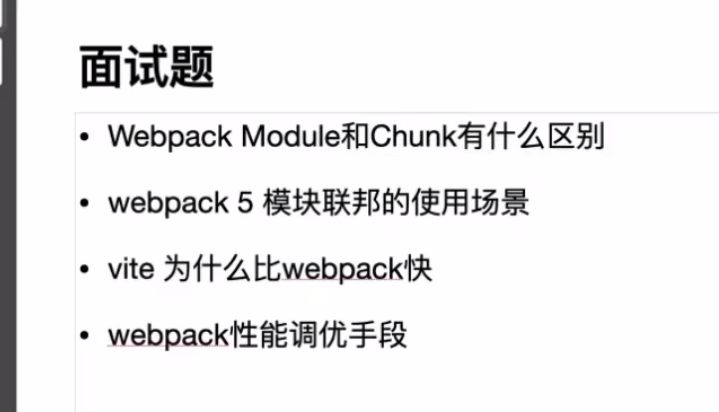 面试题
• Webpack Module和Chunk有什么区别
• webpack 5 模块联邦的使用场景
• vite 为什么比webpack快
• webpack性能调优手段